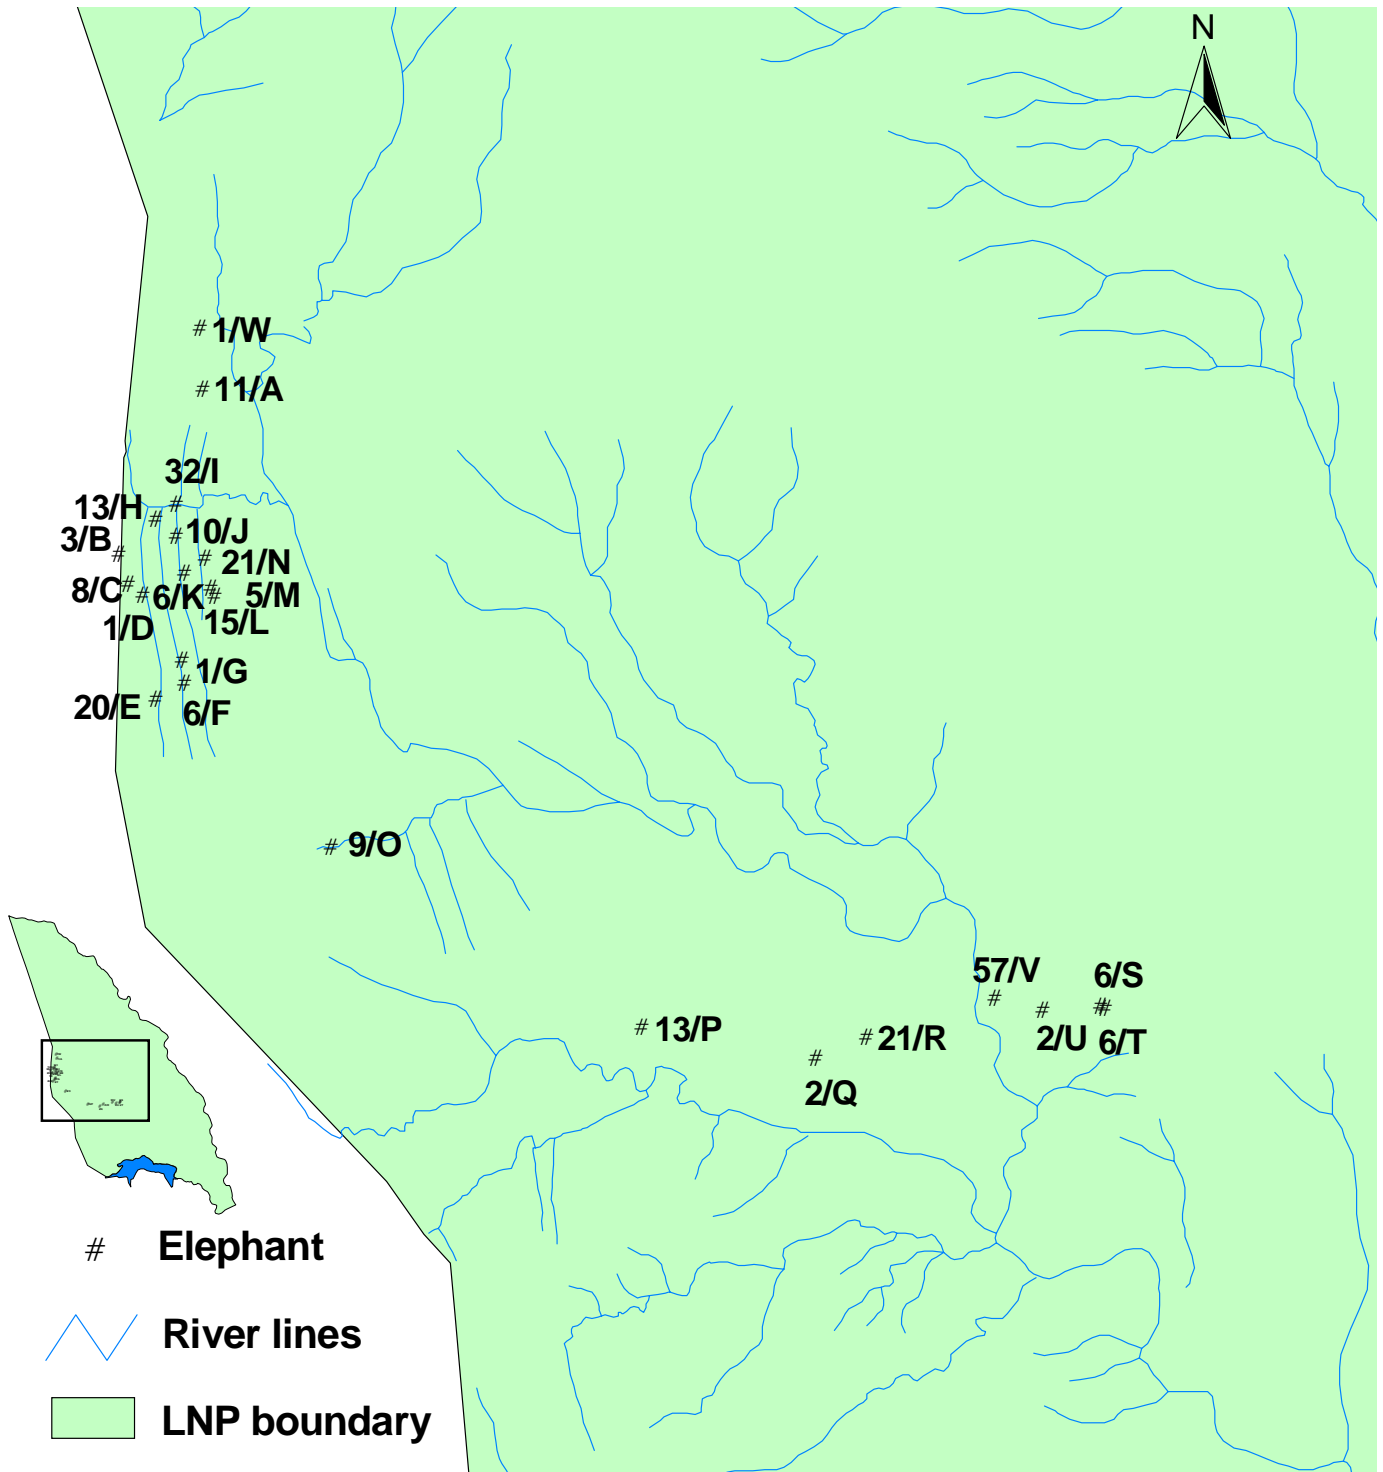 N
1/W
11/A
32/I
13/H
10/J
3/B
21/N
8/C
6/K
5/M
1/D
15/L
1/G
20/E
6/F
9/O
57/V
6/S
13/P
21/R
2/U
6/T
2/Q
# Elephant
River lines
LNP boundary